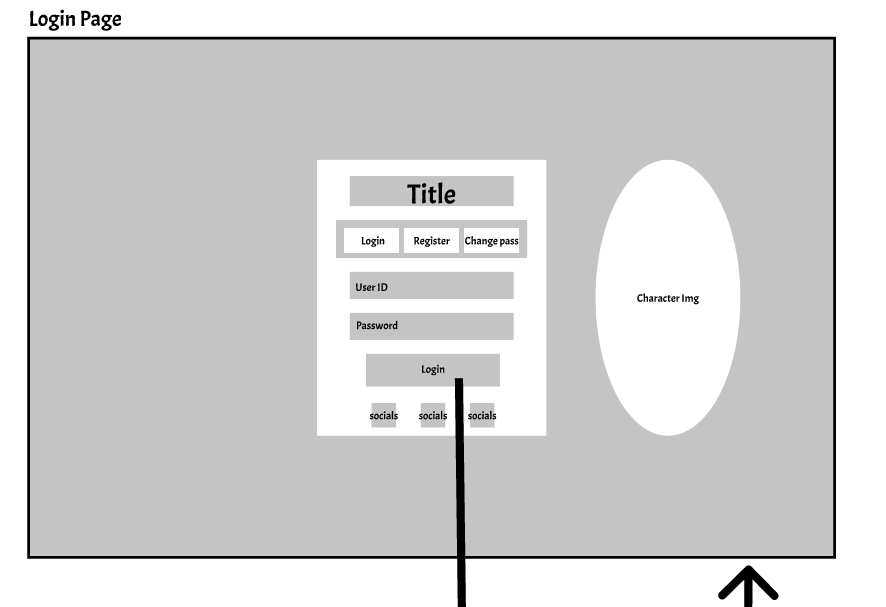 Login Page
Title
Login Register Change pass
User ID
Password
Login
socials socials socials
Character Img